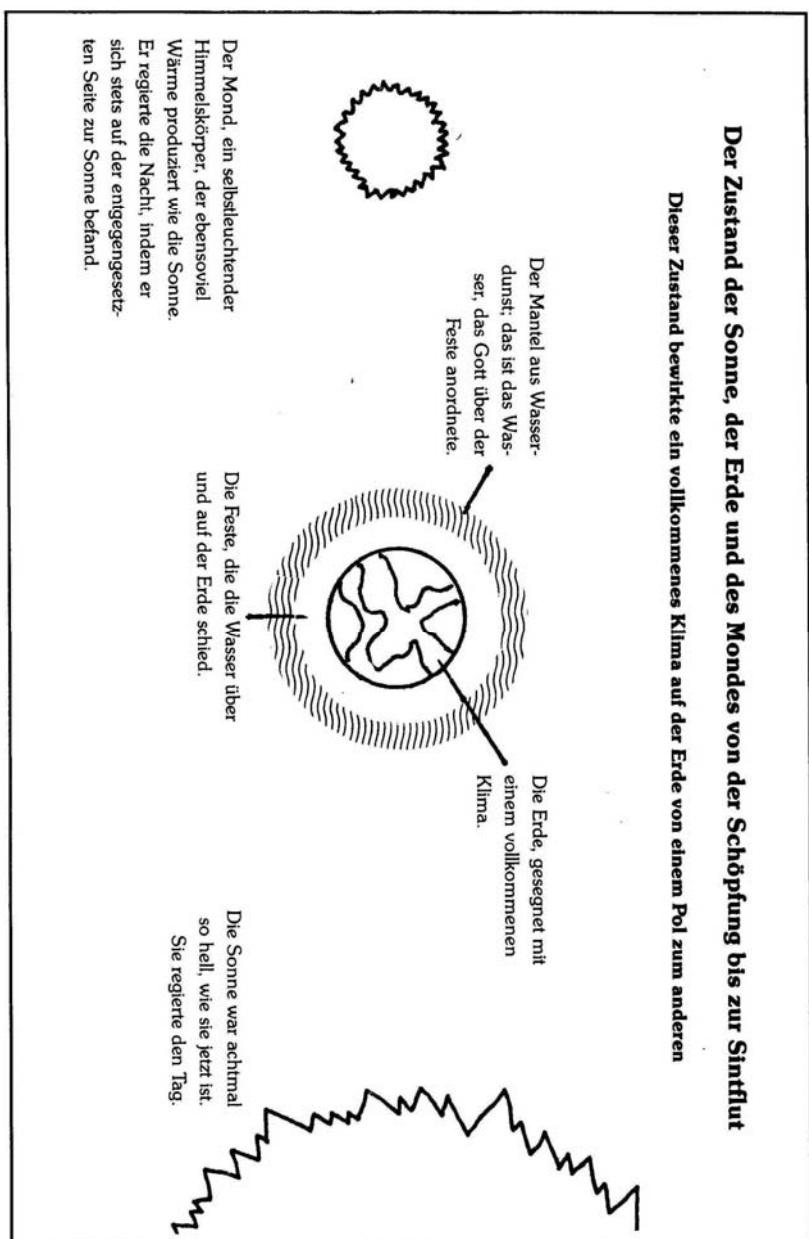 Der Zustand der Sonne, der Erde und des Mondes von der Schöpfung bis zur Sintflut
Dieser Zustand bewirkte ein vollkommenes Klima auf der Erde von einem Pol zum anderen
Der Mantel aus Wasser-
dunst; das ist das Was-
ser, das Gott über der
Feste anordnete.
Die Erde, gesegnet mit
einem vollkommenen
Klima.
Der Mond, ein selbstleuchtender
Himmelskörper, der ebensoviel
Wärme produziert wie die Sonne.
Er regierte die Nacht, indem er
sich stets auf der entgegengesetz-
ten Seite zur Sonne befand.
Die Feste, die die Wasser über
und auf der Erde schied.
Die Sonne war achtmal
so hell, wie sie jetzt ist.
Sie regierte den Tag.